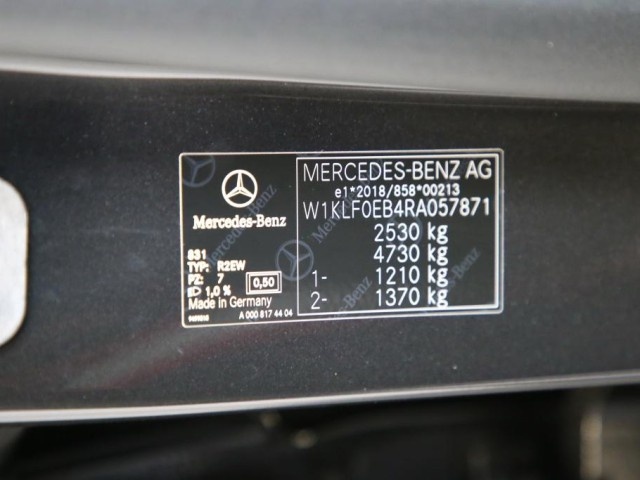 Mercedes-Benz
831
TYP: R2EW
PZ: 7
1,0 %
0,50
Made in Germany
A 000 817 44 04
MERCEDES-BENZ AG
e1*2018/858*00213
W1KLF0EB4RA057871
2530 kg
4730 kg
1- 1210 kg
2- 1370 kg